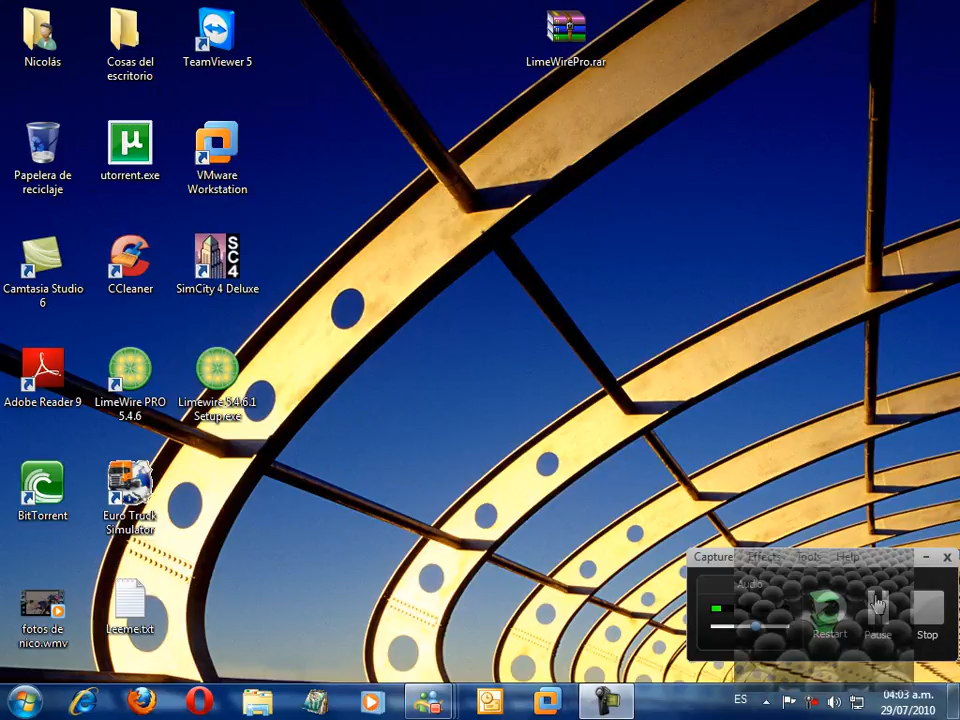 Nicolás
Cosas del
escritorio
TeamViewer 5
LimeWirePro.rar
Papelera de
reciclaje
utorrent.exe
VMware
Workstation
Camtasia Studio
6
CCleaner
SC4
SimCity 4 Deluxe
Adobe Reader 9
LimeWire PRO
5.4.6
Limewire 5.4.6.1
Setup.exe
BitTorrent
Euro Truck
Simulator
fotos de
nico.wmv
Leeme.txt
Capture Effects Tools Help
Audio
Restart Pause Stop
ES
04:03 a.m.
29/07/2010